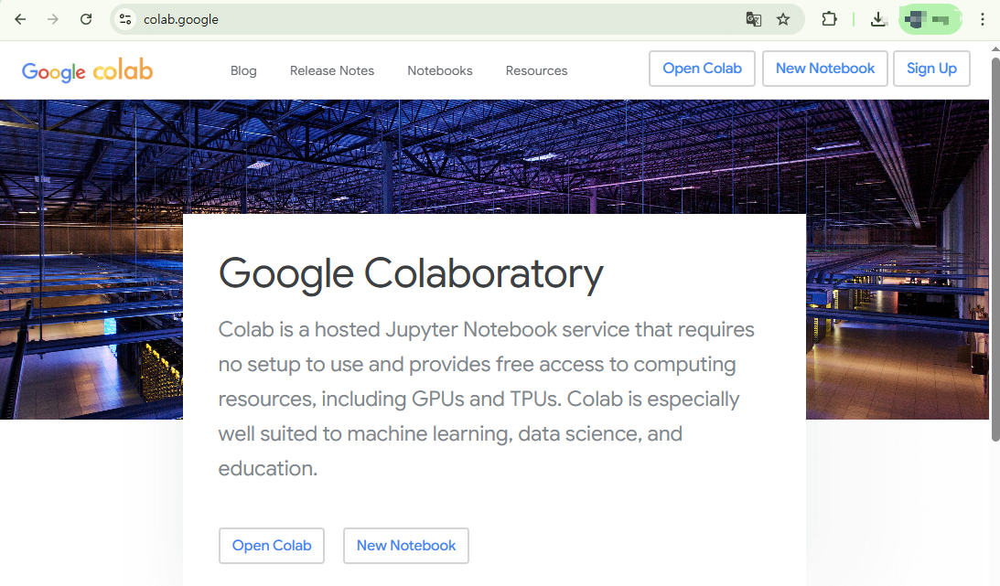 colab.google
Google colab
Blog
Release Notes
Notebooks
Resources
Open Colab
New Notebook
Sign Up
Google Colaboratory
Colab is a hosted Jupyter Notebook service that requires
no setup to use and provides free access to computing
resources, including GPUs and TPUs. Colab is especially
well suited to machine learning, data science, and
education.
Open Colab
New Notebook